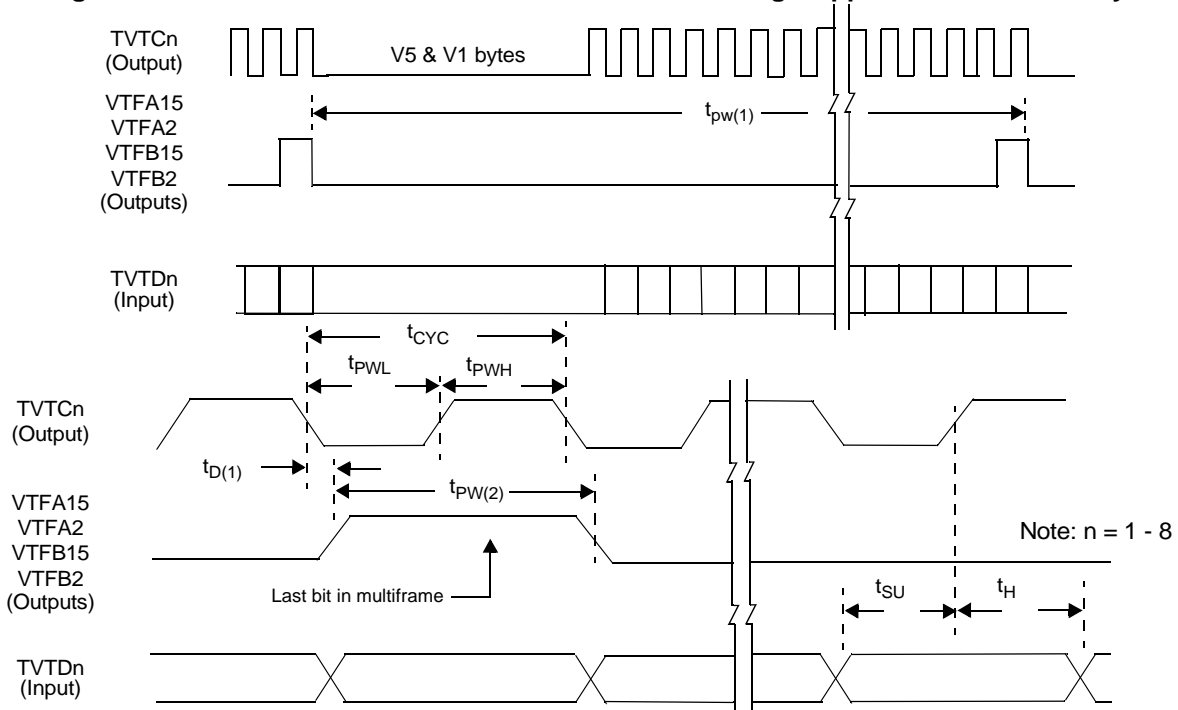 TVTCn
(Output)
V5 & V1 bytes
VTFA15
VTFA2
VTFB15
VTFB2
(Outputs)
tpw(1)
TVTDn
(Input)
tCYC
tPWL
tPWH
TVTCn
(Output)
tD(1)
tPW(2)
VTFA15
VTFA2
VTFB15
VTFB2
(Outputs)
Note: n = 1 - 8
Last bit in multiframe
tSU
tH
TVTDn
(Input)